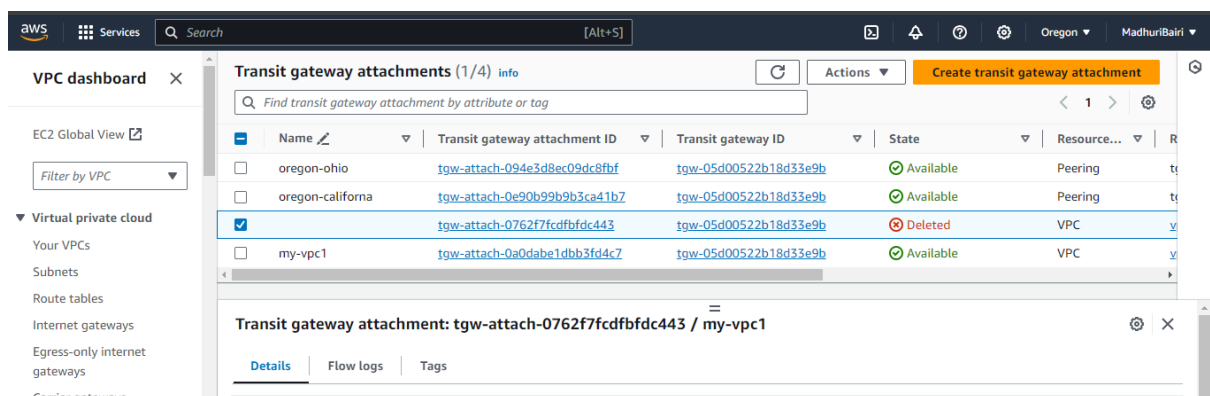 aws Services Search [Alt+S] Oregon ▼ MadhuriBairi ▼
VPC dashboard
EC2 Global View
Filter by VPC ▼
▼ Virtual private cloud
Your VPCs
Subnets
Route tables
Internet gateways
Egress-only internet
gateways
Transit gateway attachments (1/4) info Actions ▼ Create transit gateway attachment
Find transit gateway attachment by attribute or tag < 1 >
Name Transit gateway attachment ID Transit gateway ID State Resource... R
oregon-ohio tgw-attach-094e3d8ec09dc8fbf tgw-05d00522b18d33e9b Available Peering
oregon-californa tgw-attach-0e90b99b9b3ca41b7 tgw-05d00522b18d33e9b Available Peering
tgw-attach-0762f7fcdfbfdc443 tgw-05d00522b18d33e9b Deleted VPC
my-vpc1 tgw-attach-0a0dabe1dbb3fd4c7 tgw-05d00522b18d33e9b Available VPC
Transit gateway attachment: tgw-attach-0762f7fcdfbfdc443 / my-vpc1
Details Flow logs Tags